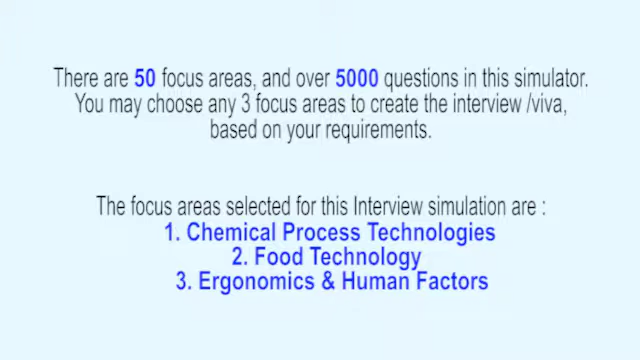 There are 50 focus areas, and over 5000 questions in this simulator.
You may choose any 3 focus areas to create the interview /viva,
based on your requirements.
The focus areas selected for this Interview simulation are :
1. Chemical Process Technologies
2. Food Technology
3. Ergonomics & Human Factors